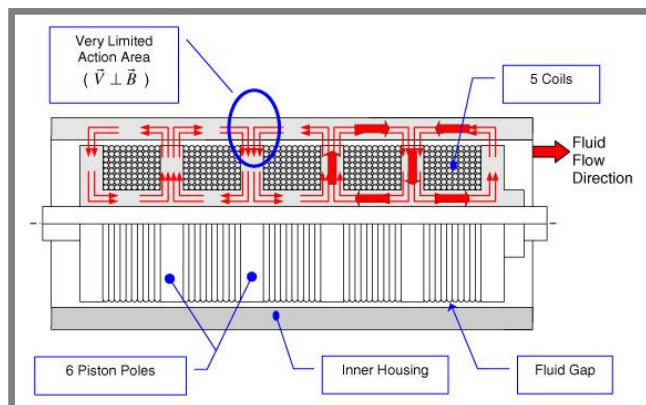 Very Limited
Action Area
( V⃗ ⊥ B⃗ )
5 Coils
Fluid
Flow
Direction
6 Piston Poles
Inner Housing
Fluid Gap